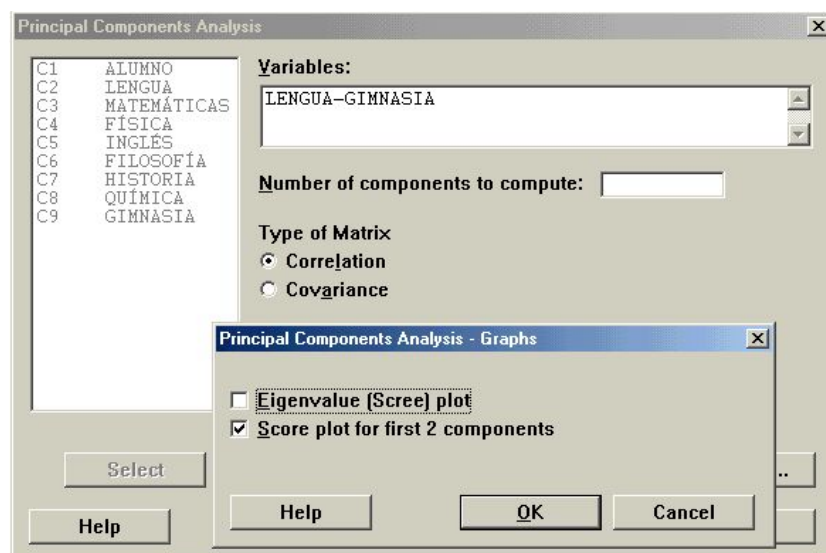 Principal Components Analysis
C1 ALUMNO
C2 LENGUA
C3 MATEMÁTICAS
C4 FÍSICA
C5 INGLÉS
C6 FILOSOFÍA
C7 HISTORIA
C8 QUÍMICA
C9 GIMNASIA
Variables:
LENGUA-GIMNASIA
Number of components to compute:
Type of Matrix
Correlation
Covariance
Select
Help
..
Principal Components Analysis - Graphs
Eigenvalue (Scree) plot
Score plot for first 2 components
Help
OK
Cancel